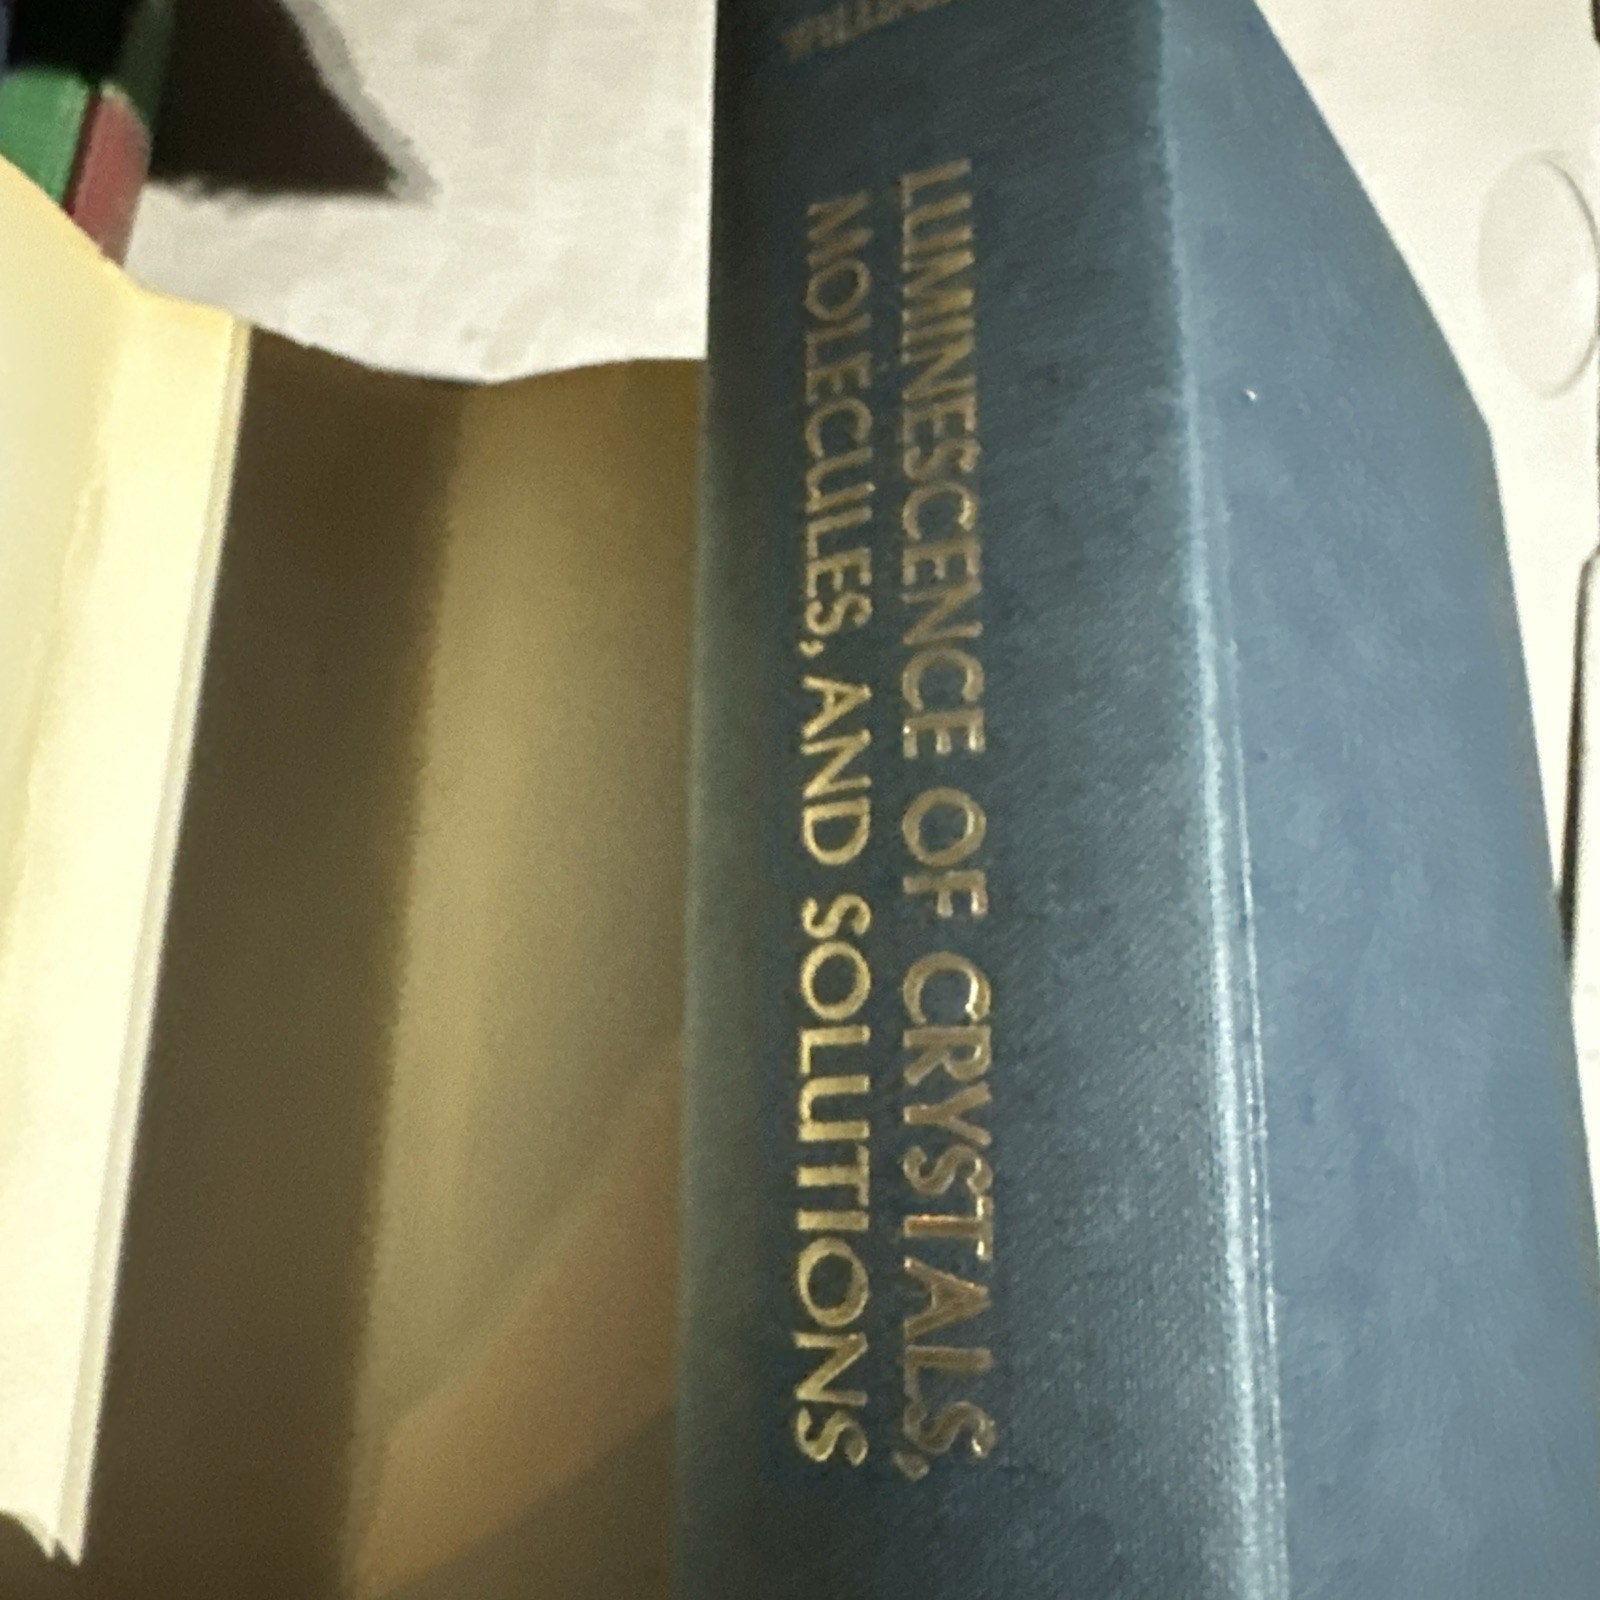 LUMINESCENCE OF CRYSTALS,
MOLECULES, AND SOLUTIONS